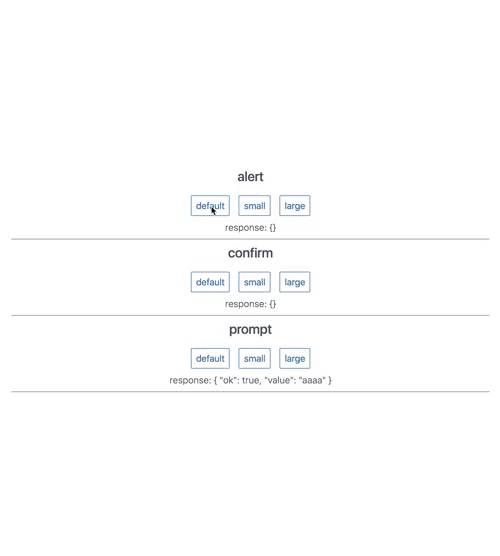 alert
default small large
response: {}
confirm
default small large
response: {}
prompt
default small large
response: { "ok": true, "value": "aaaa" }